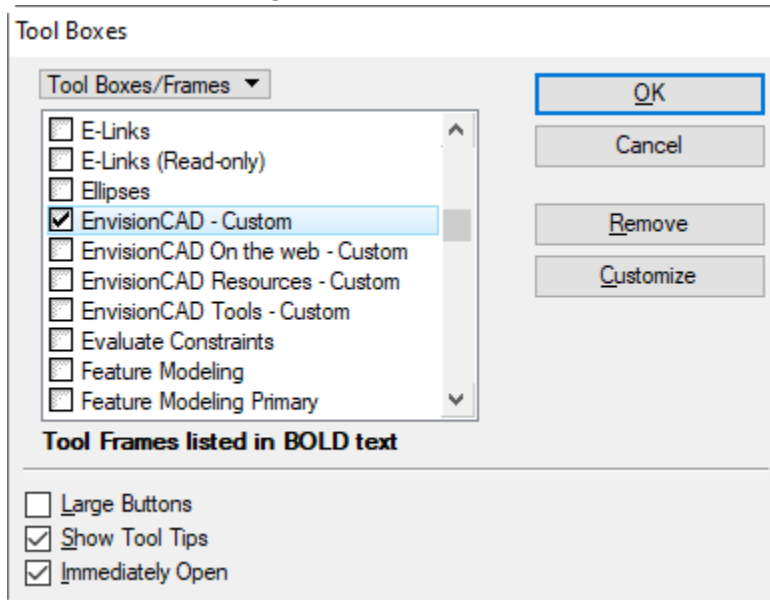 Tool Boxes
Tool Boxes/Frames
E-Links
E-Links (Read-only)
Ellipses
EnvisionCAD - Custom
EnvisionCAD On the web - Custom
EnvisionCAD Resources - Custom
EnvisionCAD Tools - Custom
Evaluate Constraints
Feature Modeling
Feature Modeling Primary
Tool Frames listed in BOLD text
OK
Cancel
Remove
Customize
Large Buttons
Show Tool Tips
Immediately Open